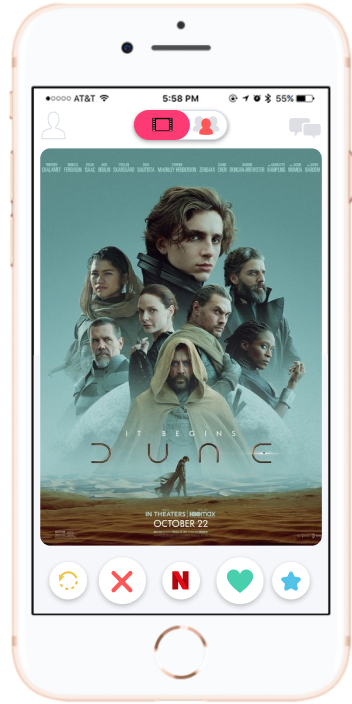 AT&T 5:58 PM 55%
TIMOTHÉE REBECCA OSCAR JOSH STELLAN DAVE STEPHEN CHANG SHARON CHARLOTTE JASON JAVIER
CHALAMET FERGUSON ISAAC BROLIN SKARSGÅRD BAUTISTA McKINLEY HENDERSON ZENDAYA CHEN DUNCAN-BREWSTER RAMPLING MOMOA BARDEM
IT BEGINS
DUNE
IN THEATERS HBOmax
OCTOBER 22
N